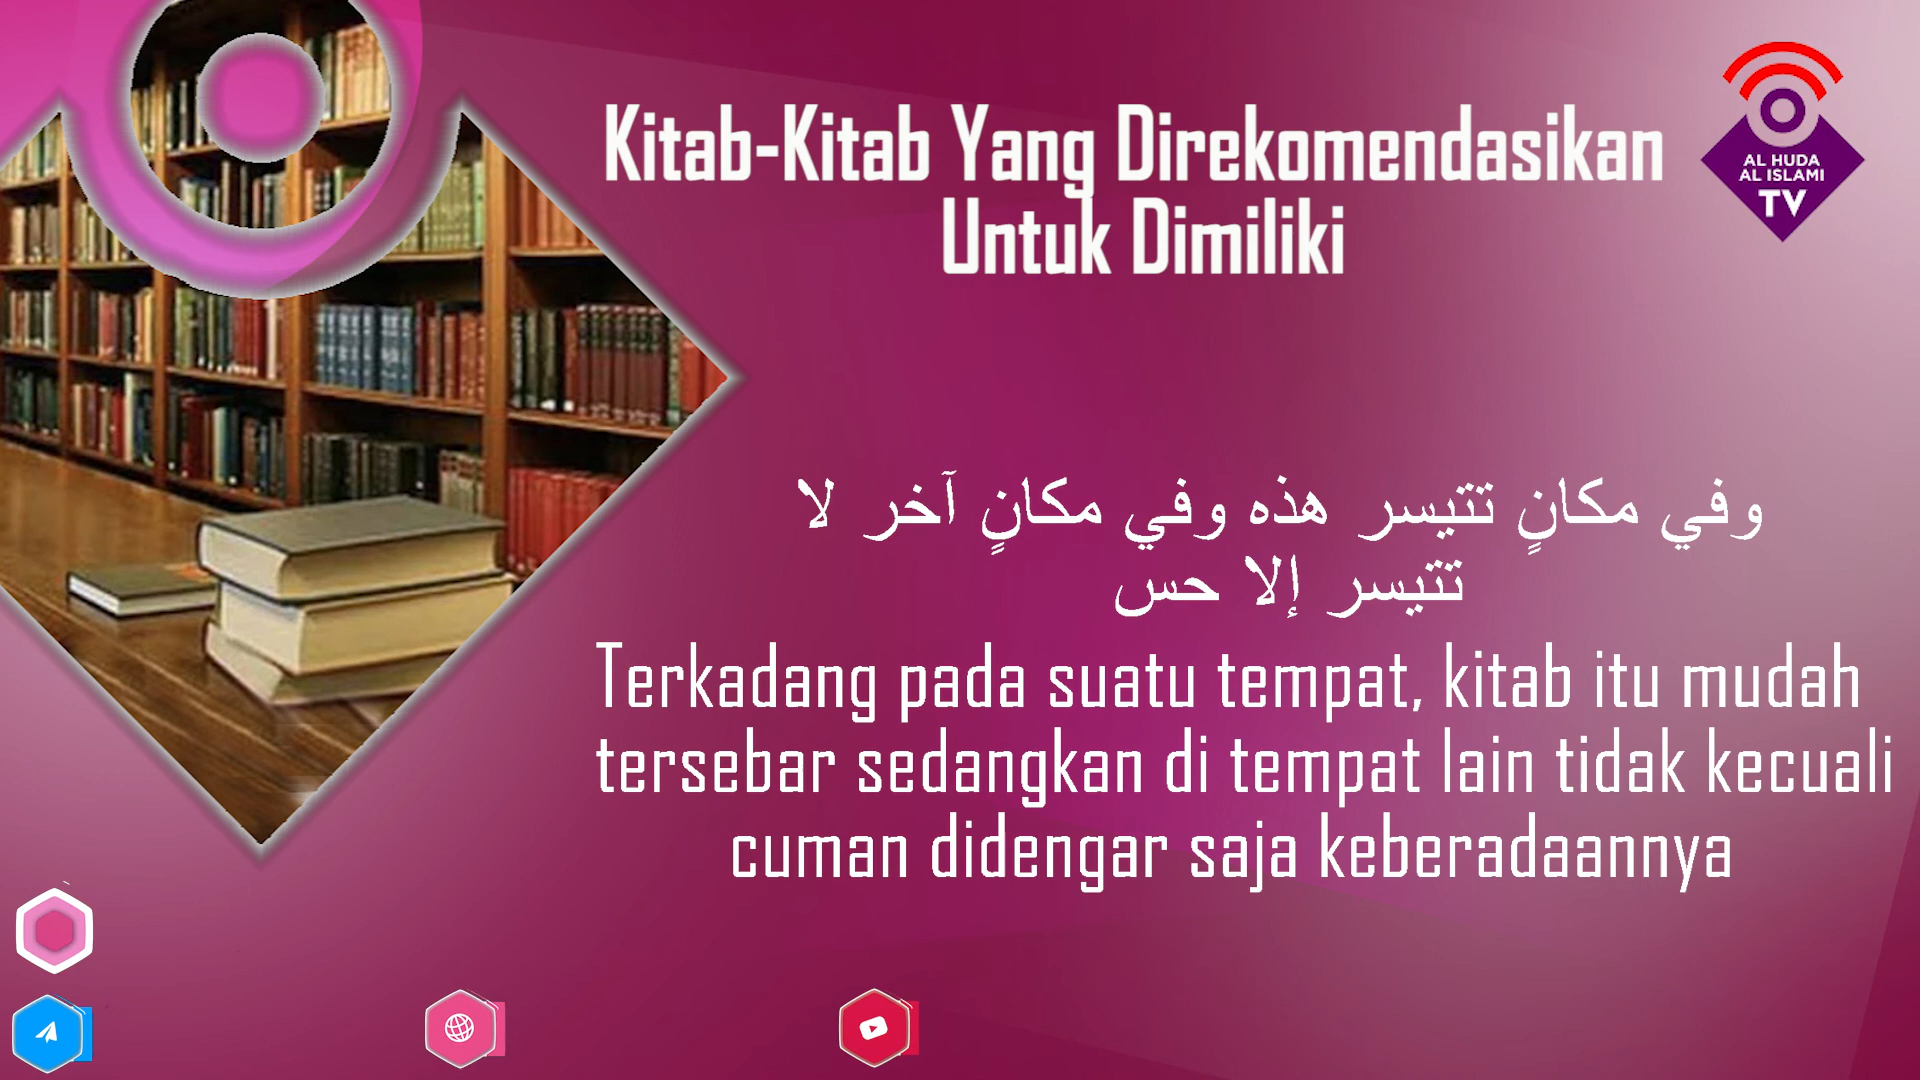 Kitab-Kitab Yang Direkomendasikan
Untuk Dimiliki
AL HUDA
AL ISLAMI
TV
وفي مكانٍ تتيسر هذه وفي مكانٍ آخر لا
تتيسر إلا حس
Terkadang pada suatu tempat, kitab itu mudah
tersebar sedangkan di tempat lain tidak kecuali
cuman didengar saja keberadaannya